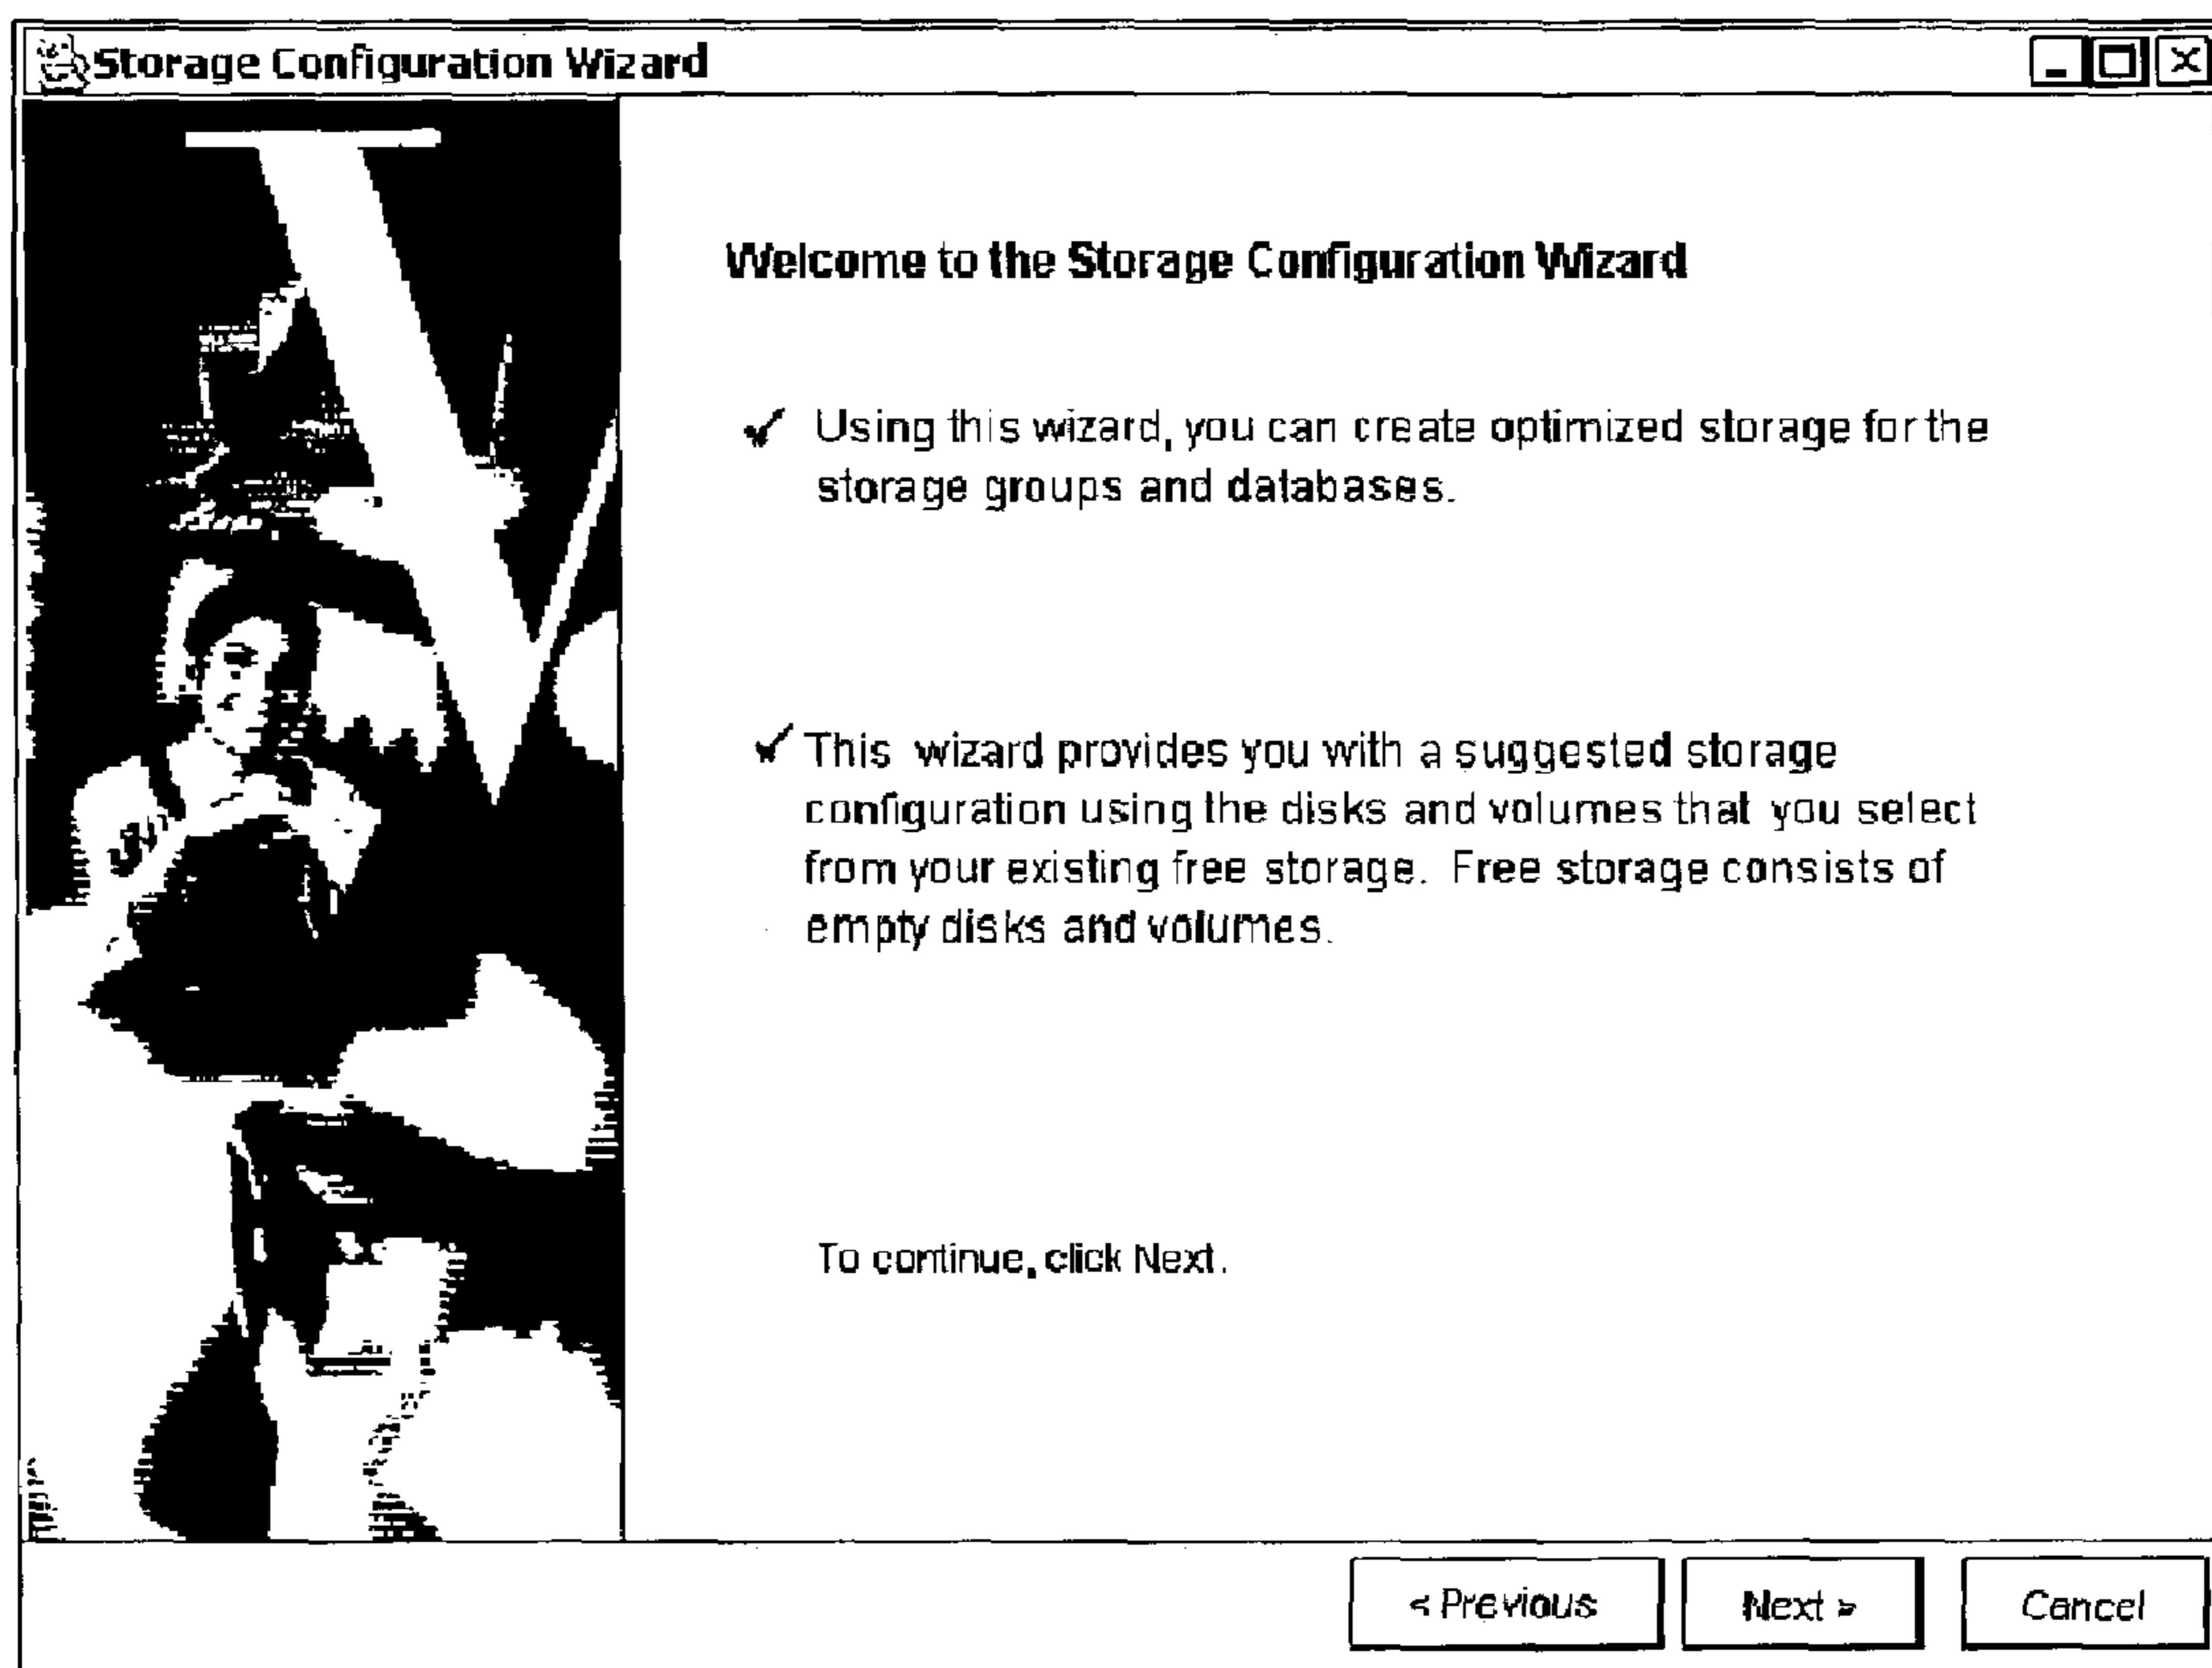 Storage Configuration Wizard
Welcome to the Storage Configuration Wizard
✓ Using this wizard, you can create optimized storage for the
storage groups and databases.
✓ This wizard provides you with a suggested storage
configuration using the disks and volumes that you select
from your existing free storage. Free storage consists of
empty disks and volumes.
To continue, click Next.
< Previous Next > Cancel